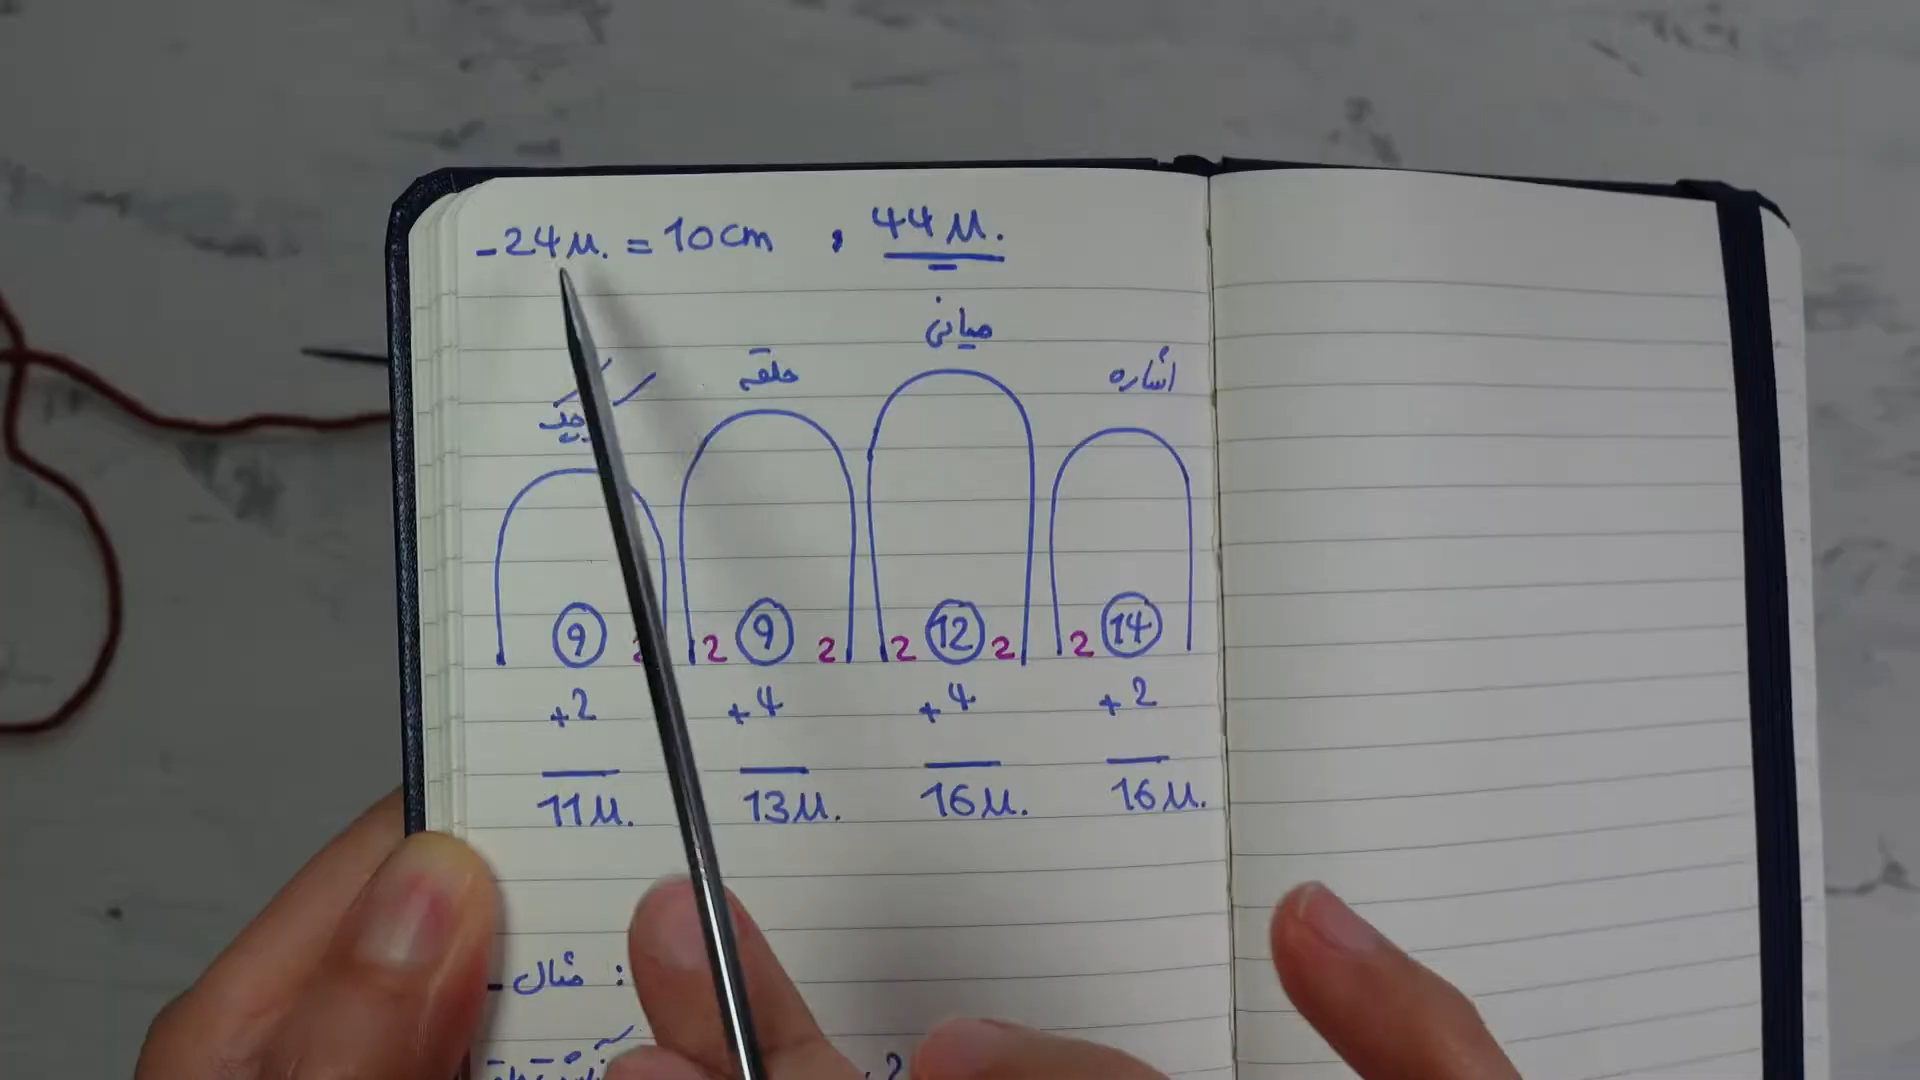 -24M. = 10cm , 44M.
میانی
حلقه اشاره
9 2 9 2 2 12 2 2 14
+2 +4 +4 +2
11M. 13M. 16M. 16M.
- مثال :